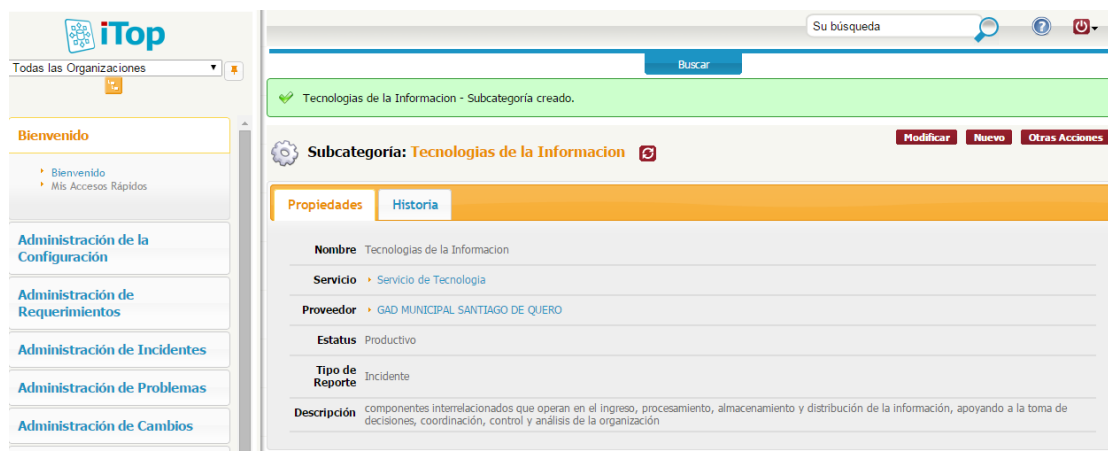 iTop
Todas las Organizaciones
Bienvenido
Bienvenido
Mis Accesos Rápidos
Administración de la
Configuración
Administración de
Requerimientos
Administración de Incidentes
Administración de Problemas
Administración de Cambios
Su búsqueda
?
Buscar
Tecnologias de la Informacion - Subcategoría creado.
Subcategoría: Tecnologias de la Informacion
Modificar Nuevo Otras Acciones
Propiedades Historia
Nombre Tecnologias de la Informacion
Servicio Servicio de Tecnologia
Proveedor GAD MUNICIPAL SANTIAGO DE QUERO
Estatus Productivo
Tipo de
Reporte Incidente
Descripción componentes interrelacionados que operan en el ingreso, procesamiento, almacenamiento y distribución de la información, apoyando a la toma de
decisiones, coordinación, control y análisis de la organización